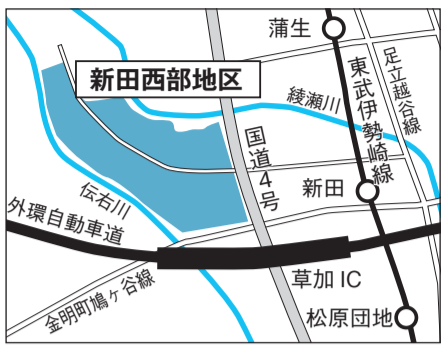 蒲生
新田西部地区
足立越谷線
東武伊勢崎線
綾瀬川
国道4号
新田
伝右川
外環自動車道
草加 IC
金明町鳩ヶ谷線
松原団地